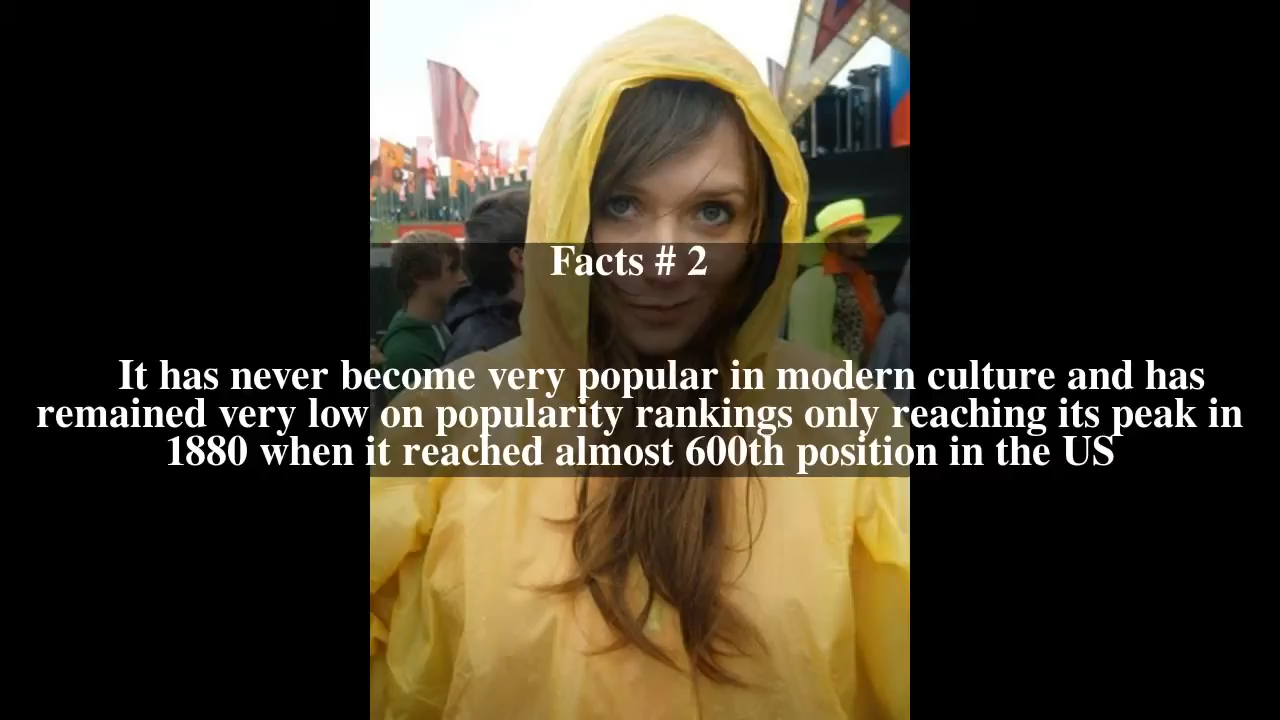 Facts # 2
It has never become very popular in modern culture and has
remained very low on popularity rankings only reaching its peak in
1880 when it reached almost 600th position in the US